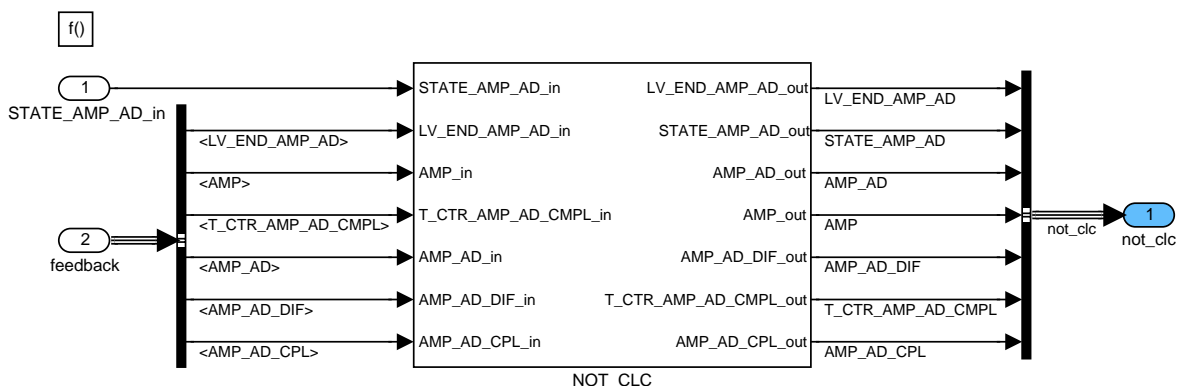 f()
1
STATE_AMP_AD_in
<LV_END_AMP_AD>
<AMP>
<T_CTR_AMP_AD_CMPL>
2
feedback
<AMP_AD>
<AMP_AD_DIF>
<AMP_AD_CPL>
STATE_AMP_AD_in
LV_END_AMP_AD_in
AMP_in
T_CTR_AMP_AD_CMPL_in
AMP_AD_in
AMP_AD_DIF_in
AMP_AD_CPL_in
LV_END_AMP_AD_out
STATE_AMP_AD_out
AMP_AD_out
AMP_out
AMP_AD_DIF_out
T_CTR_AMP_AD_CMPL_out
AMP_AD_CPL_out
NOT_CLC
LV_END_AMP_AD
STATE_AMP_AD
AMP_AD
AMP
AMP_AD_DIF
T_CTR_AMP_AD_CMPL
AMP_AD_CPL
not_clc
1
not_clc